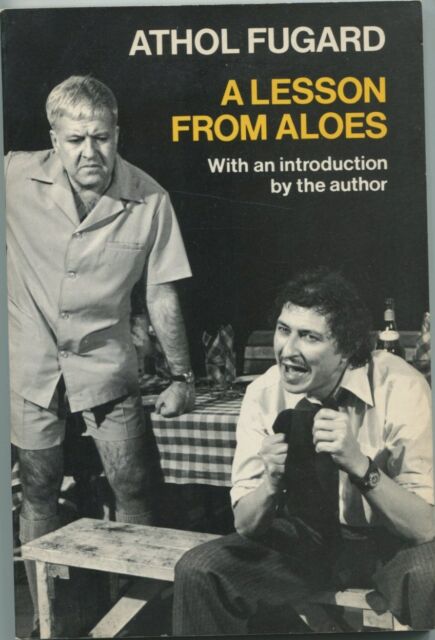 ATHOL FUGARD
A LESSON
FROM ALOES
With an introduction
by the author